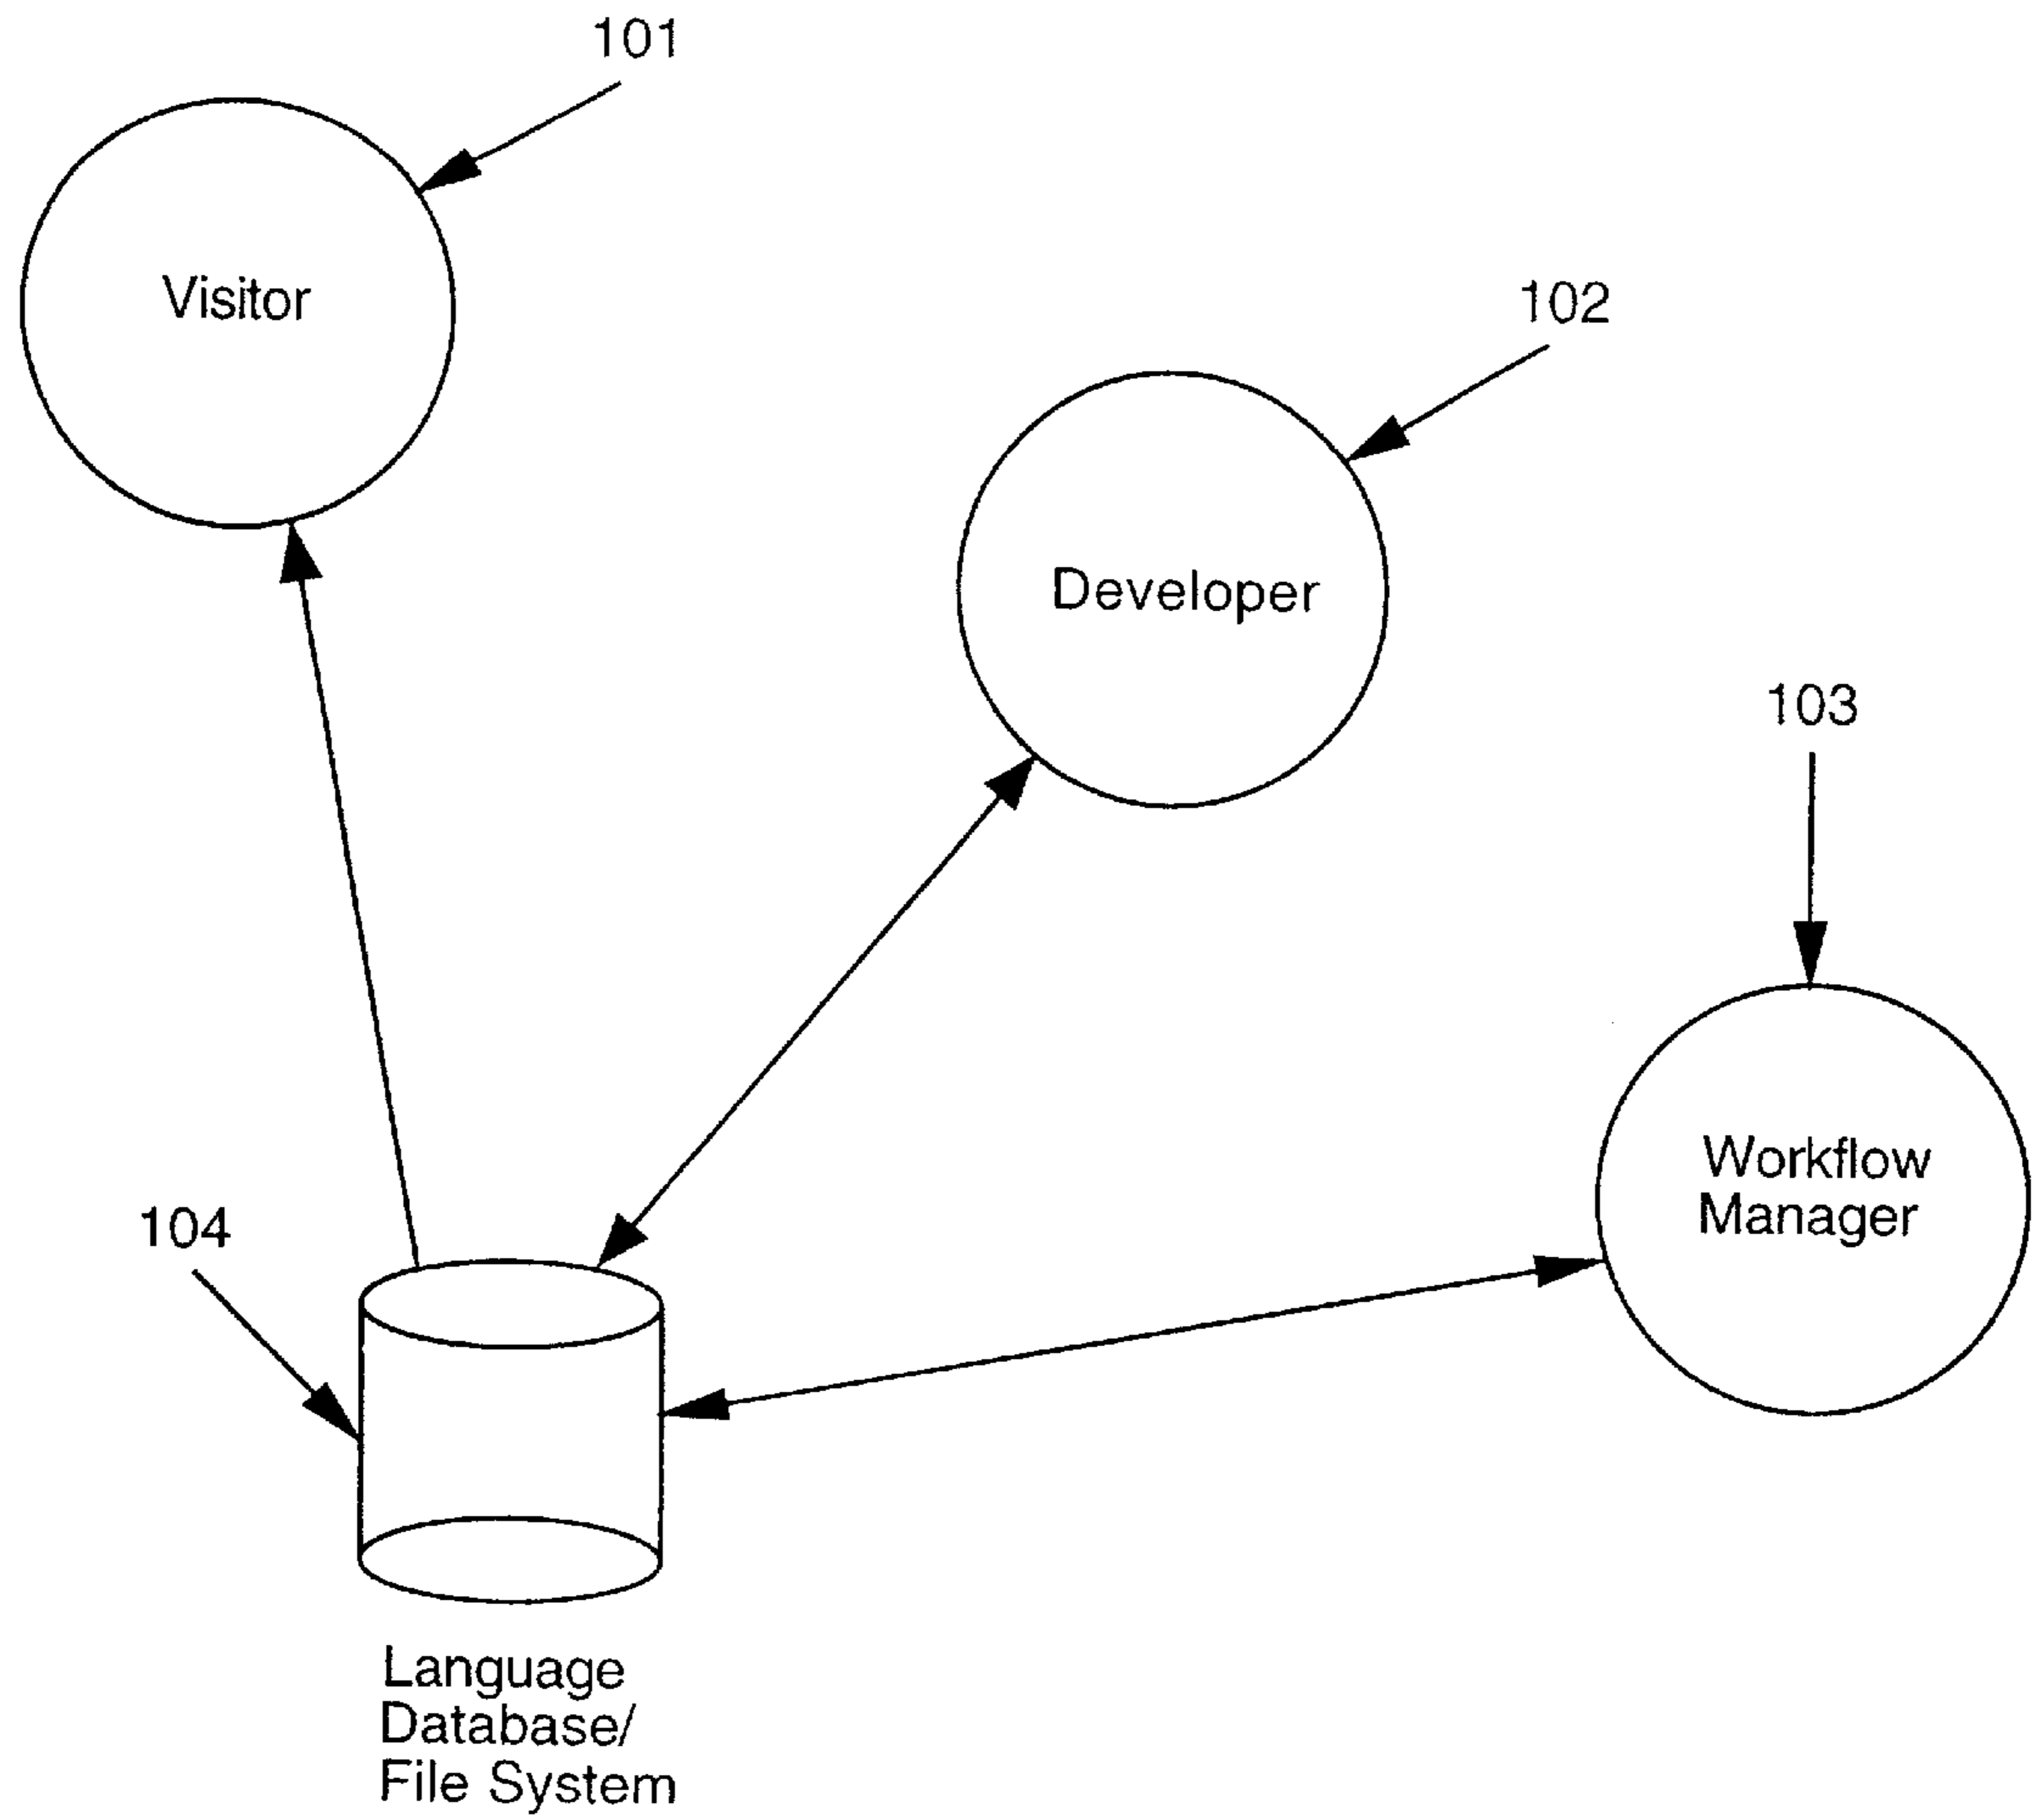 101
Visitor
102
Developer
103
Workflow
Manager
104
Language
Database/
File System